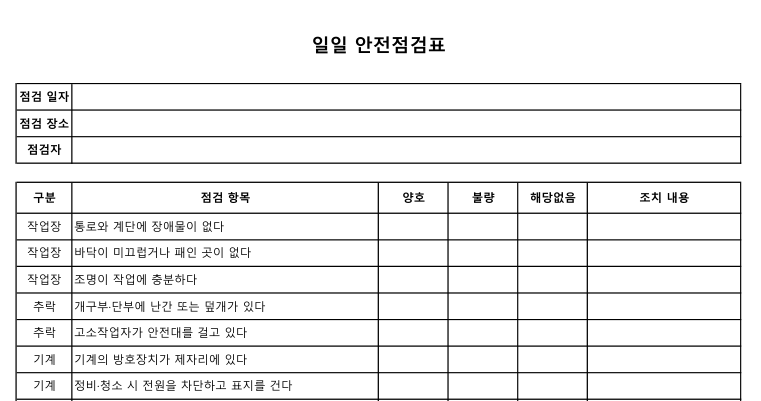 일일 안전점검표
점검 일자
점검 장소
점검자
구분 점검 항목 양호 불량 해당없음 조치 내용
작업장 통로와 계단에 장애물이 없다
작업장 바닥이 미끄럽거나 패인 곳이 없다
작업장 조명이 작업에 충분하다
추락 개구부·단부에 난간 또는 덮개가 있다
추락 고소작업자가 안전대를 걸고 있다
기계 기계의 방호장치가 제자리에 있다
기계 정비·청소 시 전원을 차단하고 표지를 건다